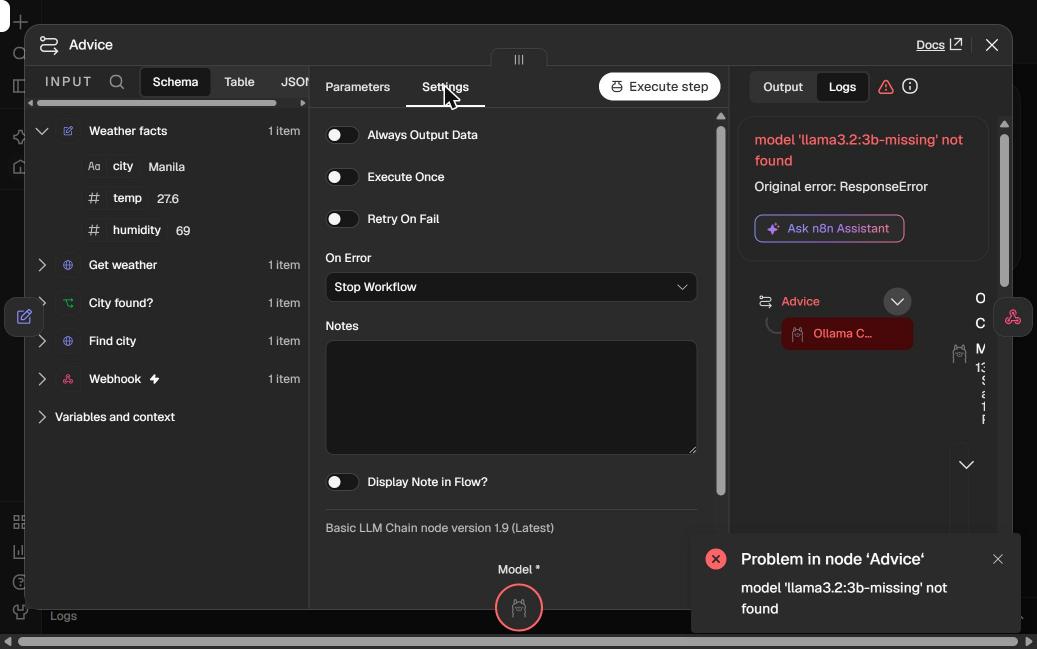 Advice
Docs
INPUT
Schema
Table
JSON
Parameters
Settings
Execute step
Output
Logs
Weather facts
1 item
Aa city Manila
# temp 27.6
# humidity 69
Get weather
1 item
City found?
1 item
Find city
1 item
Webhook
1 item
Variables and context
Always Output Data
Execute Once
Retry On Fail
On Error
Stop Workflow
Notes
Display Note in Flow?
Basic LLM Chain node version 1.9 (Latest)
Model *
model 'llama3.2:3b-missing' not
found
Original error: ResponseError
Ask n8n Assistant
Advice
Ollama C...
Problem in node ‘Advice‘
model 'llama3.2:3b-missing' not
found
Logs